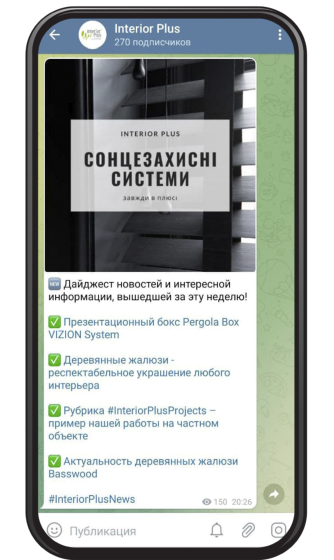 Interior Plus
270 подписчиков
INTERIOR PLUS
СОНЦЕЗАХИСНІ
СИСТЕМИ
завжди в плюсі
🆕 Дайджест новостей и интересной
информации, вышедшей за эту неделю!
✅ Презентационный бокс Pergola Box
VIZION System
✅ Деревянные жалюзи -
респектабельное украшение любого
интерьера
✅ Рубрика #InteriorPlusProjects –
пример нашей работы на частном
объекте
✅ Актуальность деревянных жалюзи
Basswood
#InteriorPlusNews
150 20:26
Публикация